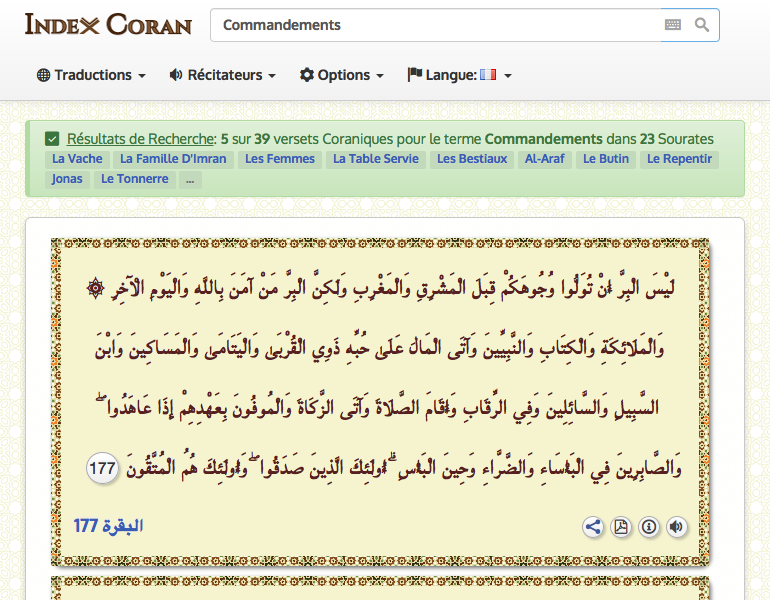 INDEX CORAN
Commandements
Traductions
Récitateurs
Options
Langue:
Résultats de Recherche: 5 sur 39 versets Coraniques pour le terme Commandements dans 23 Sourates
La Vache La Famille D'Imran Les Femmes La Table Servie Les Bestiaux Al-Araf Le Butin Le Repentir
Jonas Le Tonnerre ...
۞ لَيْسَ الْبِرَّ أَنْ تُوَلُّوا وُجُوهَكُمْ قِبَلَ الْمَشْرِقِ وَالْمَغْرِبِ وَلَٰكِنَّ الْبِرَّ مَنْ آمَنَ بِاللَّهِ وَالْيَوْمِ الْآخِرِ
وَالْمَلَائِكَةِ وَالْكِتَابِ وَالنَّبِيِّينَ وَآتَى الْمَالَ عَلَىٰ حُبِّهِ ذَوِي الْقُرْبَىٰ وَالْيَتَامَىٰ وَالْمَسَاكِينَ وَابْنَ
السَّبِيلِ وَالسَّائِلِينَ وَفِي الرِّقَابِ وَأَقَامَ الصَّلَاةَ وَآتَى الزَّكَاةَ وَالْمُوفُونَ بِعَهْدِهِمْ إِذَا عَاهَدُوا ۖ
وَالصَّابِرِينَ فِي الْبَأْسَاءِ وَالضَّرَّاءِ وَحِينَ الْبَأْسِ ۗ أُولَٰئِكَ الَّذِينَ صَدَقُوا ۖ وَأُولَٰئِكَ هُمُ الْمُتَّقُونَ 177
البقرة 177